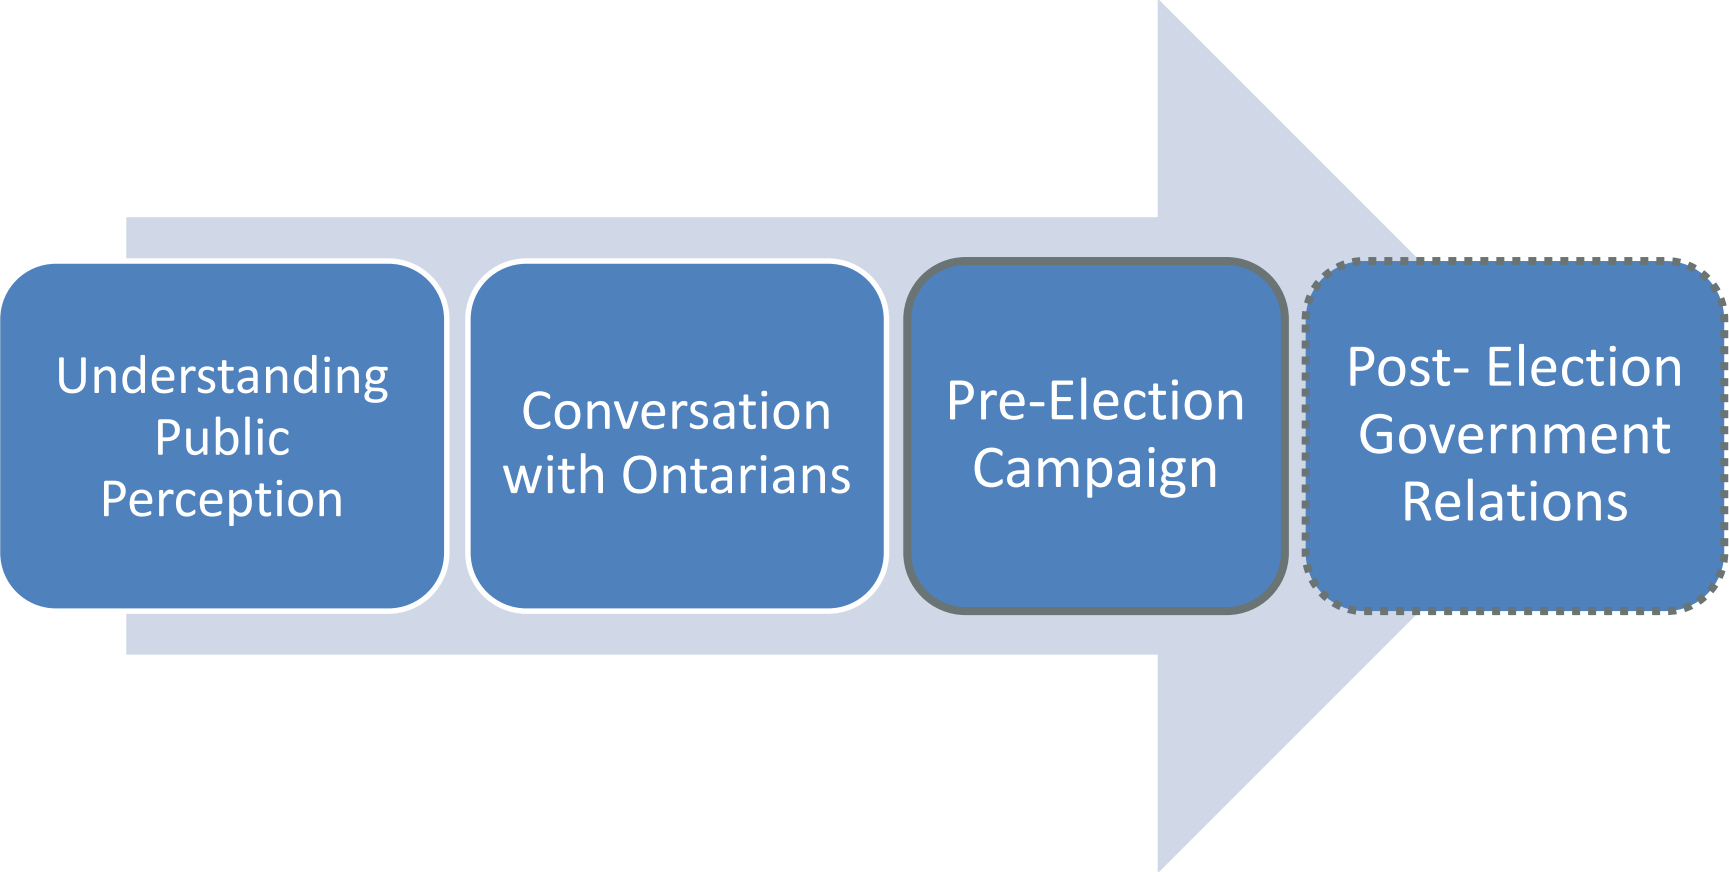 Understanding
Public
Perception
Conversation
with Ontarians
Pre-Election
Campaign
Post- Election
Government
Relations